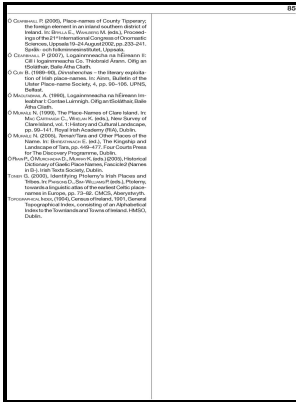 85
Ó Cearbhaill P. (2005), Place-names of County Tipperary;
the foreign element in an inland southern district of
Ireland. In: Brylla E., Wahlberg M. (eds.), Proceed-
ings of the 21st International Congress of Onomastic
Sciences, Uppsala 19–24 August 2002, pp. 233–241.
Språk- och folkminnesinstitutet, Uppsala.
Ó Cearbhaill P. (2007), Logainmneacha na hÉireann II:
Cill i logainmneacha Co. Thiobraid Árann. Oifig an
tSoláthair, Baile Átha Cliath.
Ó Cuív B. (1989–90), Dinnshenchas – the literary explora-
tion of Irish place-names. In: Ainm, Bulletin of the
Ulster Place-name Society, 4, pp. 90–106. UPNS,
Belfast.
Ó Maolfabhail A. (1990), Logainmneacha na hÉireann Im-
leabhar I: Contae Luimnigh. Oifig an tSoláthair, Baile
Átha Cliath.
Ó Muraíle N. (1999), The Place-Names of Clare Island. In:
Mac Cárthaigh C., Whelan K. (eds.), New Survey of
Clare Island, vol. 1: History and Cultural Landscape,
pp. 99–141. Royal Irish Academy (RIA), Dublin.
Ó Muraíle N. (2005), Temair/Tara and Other Places of the
Name. In: Bhreathnach E. (ed.), The Kingship and
Landscape of Tara, pp. 449–477. Four Courts Press
for The Discovery Programme, Dublin.
Ó Riain P., Ó Murchadha D., Murray K. (eds.) (2005), Historical
Dictionary of Gaelic Place Names, Fascicle 2 (Names
in B-). Irish Texts Society, Dublin.
Toner G. (2000), Identifying Ptolemy's Irish Places and
Tribes. In: Parsons D., Sims-Williams P. (eds.), Ptolemy,
towards a linguistic atlas of the earliest Celtic place-
names in Europe, pp. 73–82. CMCS, Aberystwyth.
Topographical Index, (1904), Census of Ireland, 1901, General
Topographical Index, consisting of an Alphabetical
Index to the Townlands and Towns of Ireland. HMSO,
Dublin.